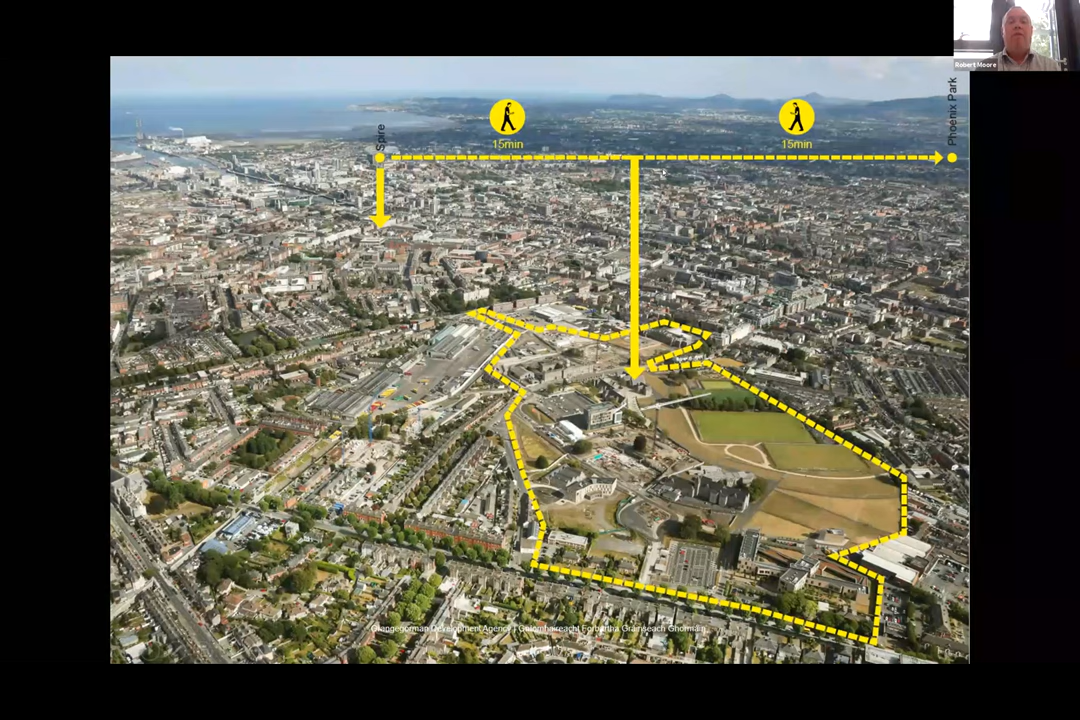 Robert Moore
Spire
15min
15min
Phoenix Park
Grangegorman Development Agency | Gníomhaireacht Forbartha Ghráinseach Ghormáin